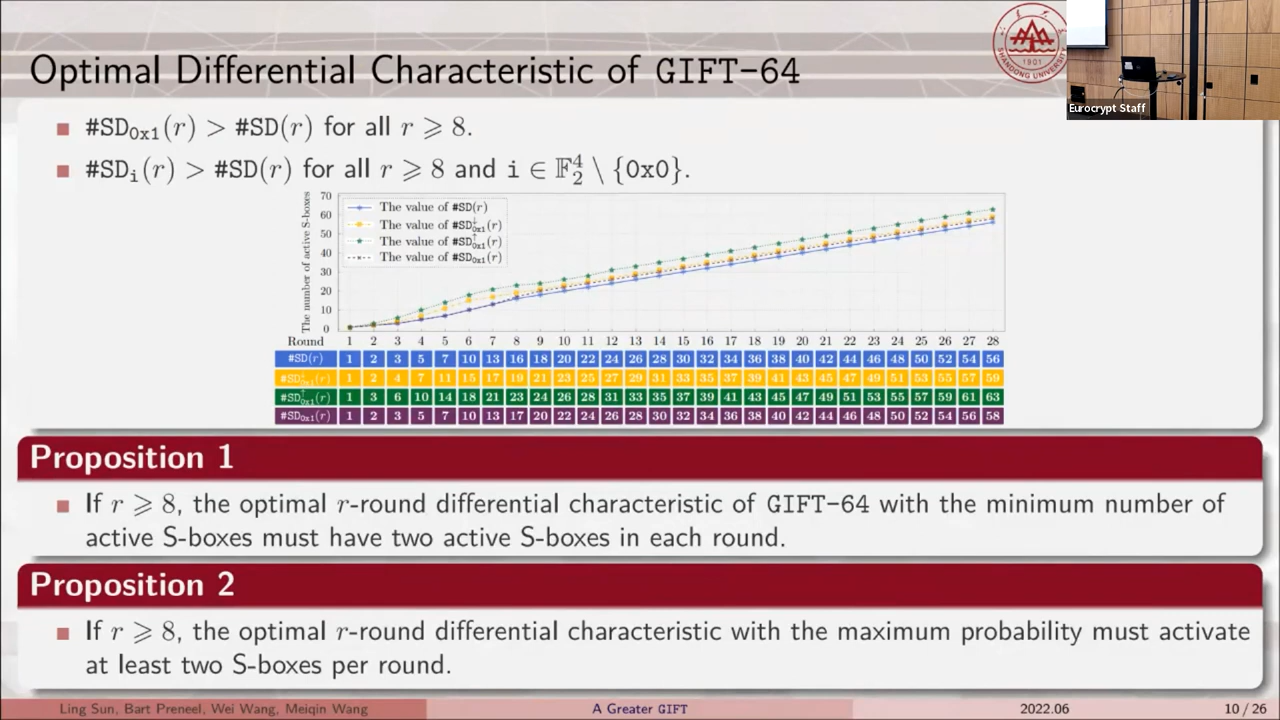 Optimal Differential Characteristic of GIFT-64
SHANDONG UNIVERSITY
1901
Eurocrypt Staff
#SD₀ₓ₁(r) > #SD(r) for all r ⩾ 8.
#SDᵢ(r) > #SD(r) for all r ⩾ 8 and i ∈ 𝔽₂⁴ \ {0x0}.
The number of active S-boxes
70
60
50
40
30
20
10
0
The value of #SD(r)
The value of #SD↓₀ₓ₁(r)
The value of #SD↑₀ₓ₁(r)
The value of #SD₀ₓ₁(r)
Round 1 2 3 4 5 6 7 8 9 10 11 12 13 14 15 16 17 18 19 20 21 22 23 24 25 26 27 28
#SD(r) 1 2 3 5 7 10 13 16 18 20 22 24 26 28 30 32 34 36 38 40 42 44 46 48 50 52 54 56
#SD↓₀ₓ₁(r) 1 2 4 7 11 15 17 19 21 23 25 27 29 31 33 35 37 39 41 43 45 47 49 51 53 55 57 59
#SD↑₀ₓ₁(r) 1 3 6 10 14 18 21 23 24 26 28 31 33 35 37 39 41 43 45 47 49 51 53 55 57 59 61 63
#SD₀ₓ₁(r) 1 2 3 5 7 10 13 17 20 22 24 26 28 30 32 34 36 38 40 42 44 46 48 50 52 54 56 58
Proposition 1
If r ⩾ 8, the optimal r-round differential characteristic of GIFT-64 with the minimum number of
active S-boxes must have two active S-boxes in each round.
Proposition 2
If r ⩾ 8, the optimal r-round differential characteristic with the maximum probability must activate
at least two S-boxes per round.
Ling Sun, Bart Preneel, Wei Wang, Meiqin Wang
A Greater GIFT
2022.06
10 / 26